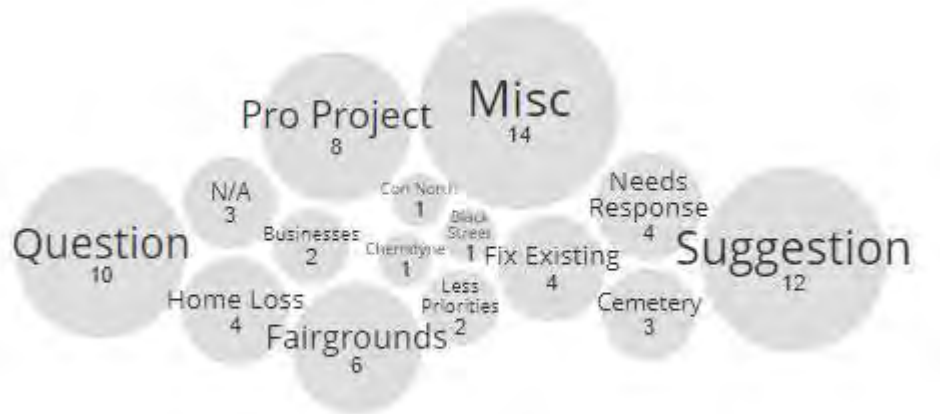 Misc
14
Pro Project
8
Needs
Response
4
N/A
3
Con North
1
Black
Street
1
Businesses
2
Question
10
Chemdyne
1
Fix Existing
4
Suggestion
12
Home Loss
4
Less
Priorities
2
Cemetery
3
Fairgrounds
6